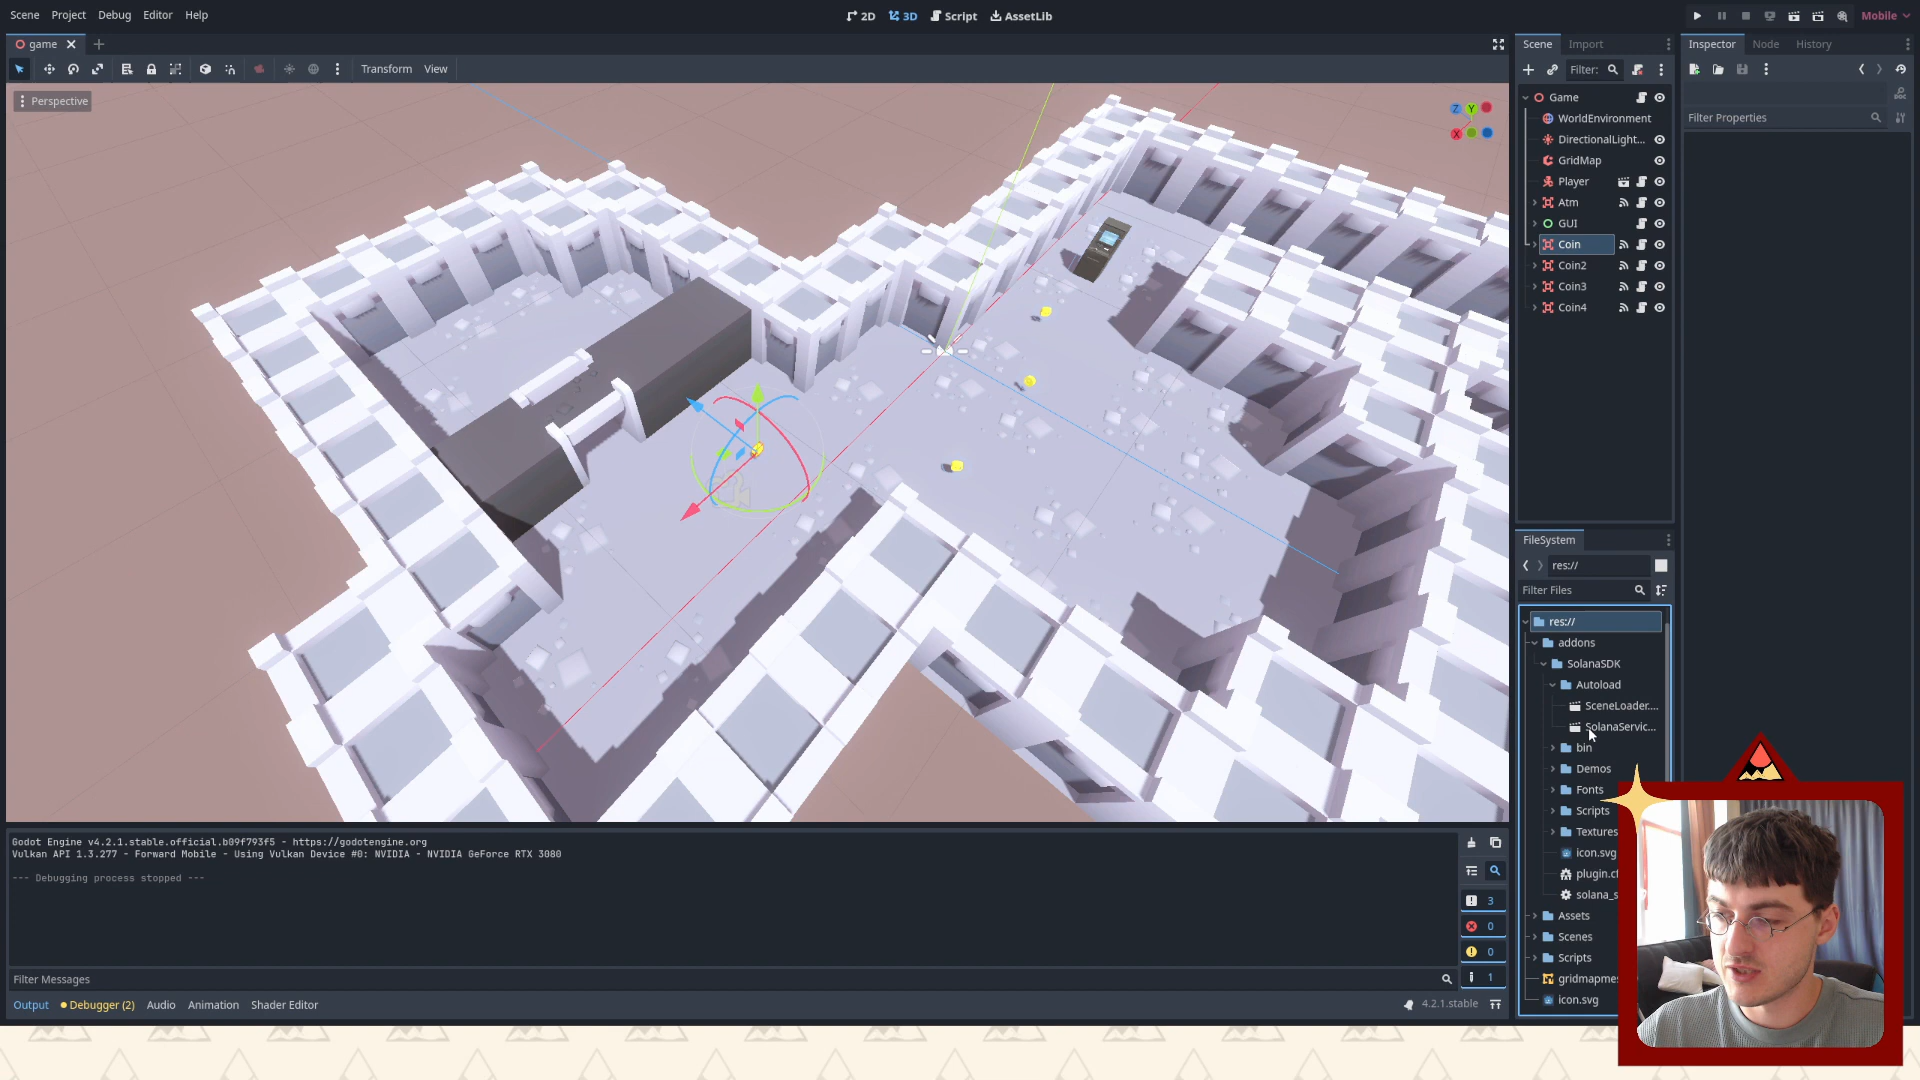 Scene Project Debug Editor Help
2D 3D Script AssetLib
Mobile
game
Transform View
Perspective
Z Y X
Scene Import
Filter:
Game
WorldEnvironment
DirectionalLight...
GridMap
Player
Atm
GUI
Coin
Coin2
Coin3
Coin4
Inspector Node History
Filter Properties
FileSystem
res://
Filter Files
res://
addons
SolanaSDK
Autoload
SceneLoader....
SolanaServic...
bin
Demos
Fonts
Scripts
Textures
icon.svg
plugin.cf
solana_s
Assets
Scenes
Scripts
gridmapmes
icon.svg
Godot Engine v4.2.1.stable.official.b09f793f5 - https://godotengine.org
Vulkan API 1.3.277 - Forward Mobile - Using Vulkan Device #0: NVIDIA - NVIDIA GeForce RTX 3080
--- Debugging process stopped ---
3
0
0
1
Filter Messages
Output Debugger (2) Audio Animation Shader Editor
4.2.1.stable